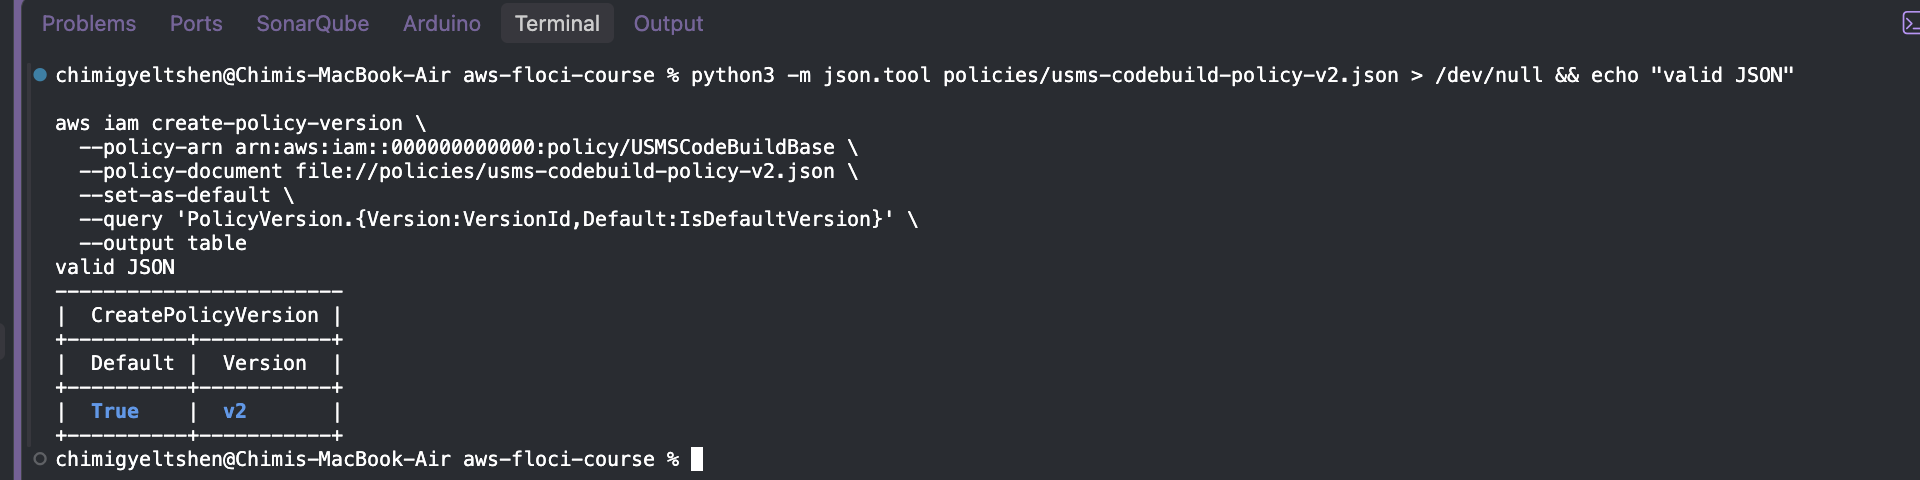 Problems Ports SonarQube Arduino Terminal Output
chimigyeltshen@Chimis-MacBook-Air aws-floci-course % python3 -m json.tool policies/usms-codebuild-policy-v2.json > /dev/null && echo "valid JSON"
aws iam create-policy-version \
  --policy-arn arn:aws:iam::000000000000:policy/USMSCodeBuildBase \
  --policy-document file://policies/usms-codebuild-policy-v2.json \
  --set-as-default \
  --query 'PolicyVersion.{Version:VersionId,Default:IsDefaultVersion}' \
  --output table
valid JSON
------------------------
|  CreatePolicyVersion |
+----------+-----------+
|  Default |  Version  |
+----------+-----------+
|  True    |  v2       |
+----------+-----------+
chimigyeltshen@Chimis-MacBook-Air aws-floci-course %